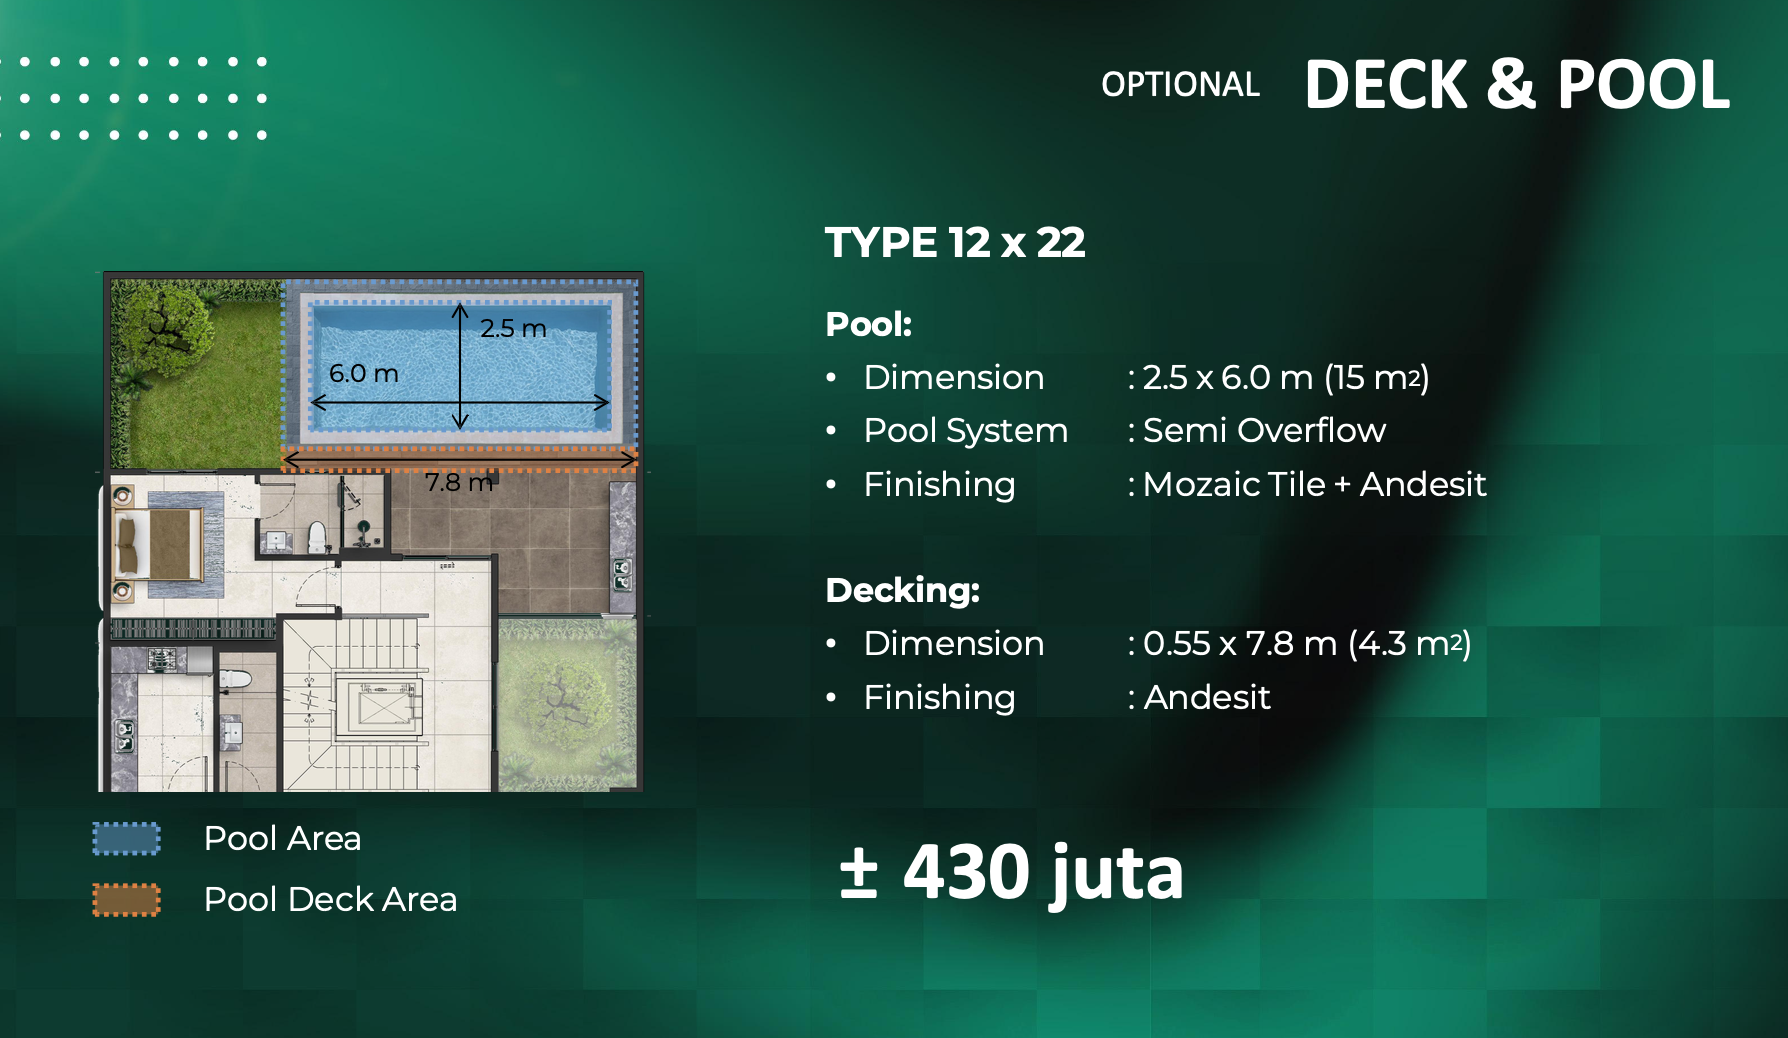 OPTIONAL DECK & POOL
TYPE 12 x 22
Pool:
• Dimension : 2.5 x 6.0 m (15 m2)
• Pool System : Semi Overflow
• Finishing : Mozaic Tile + Andesit
Decking:
• Dimension : 0.55 x 7.8 m (4.3 m2)
• Finishing : Andesit
± 430 juta
2.5 m
6.0 m
7.8 m
Pool Area
Pool Deck Area